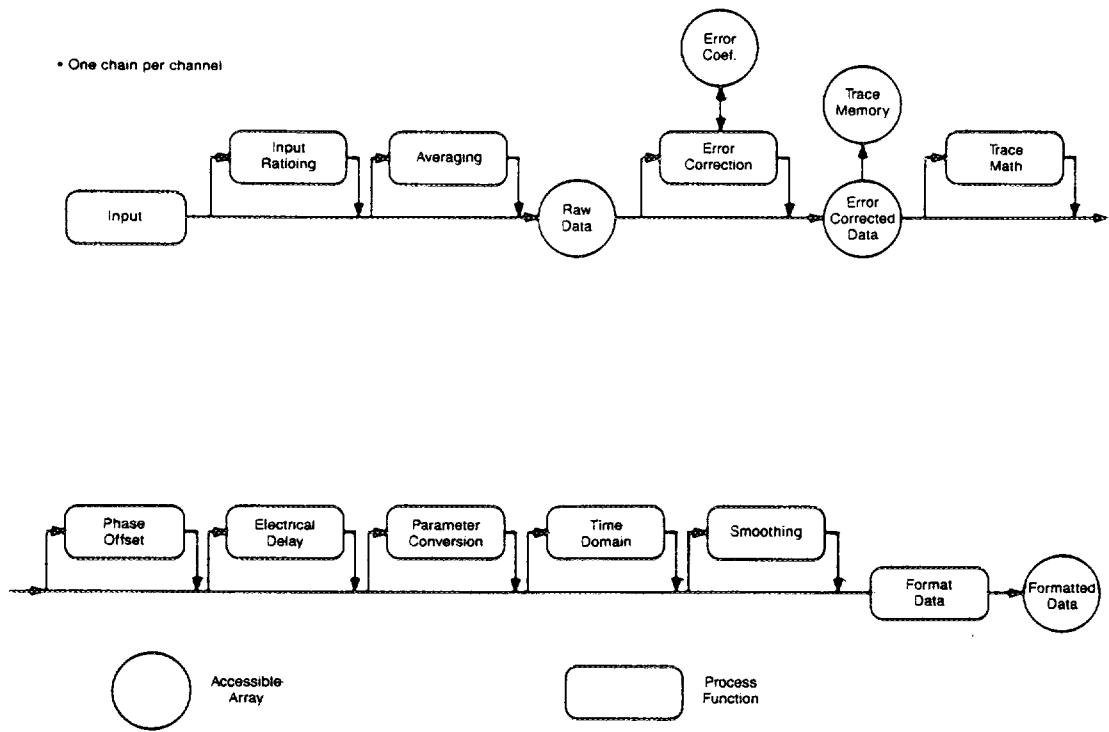 • One chain per channel
Error
Coef.
Trace
Memory
Input
Ratioing
Averaging
Error
Correction
Trace
Math
Input
Raw
Data
Error
Corrected
Data
Phase
Offset
Electrical
Delay
Parameter
Conversion
Time
Domain
Smoothing
Format
Data
Formatted
Data
Accessible
Array
Process
Function